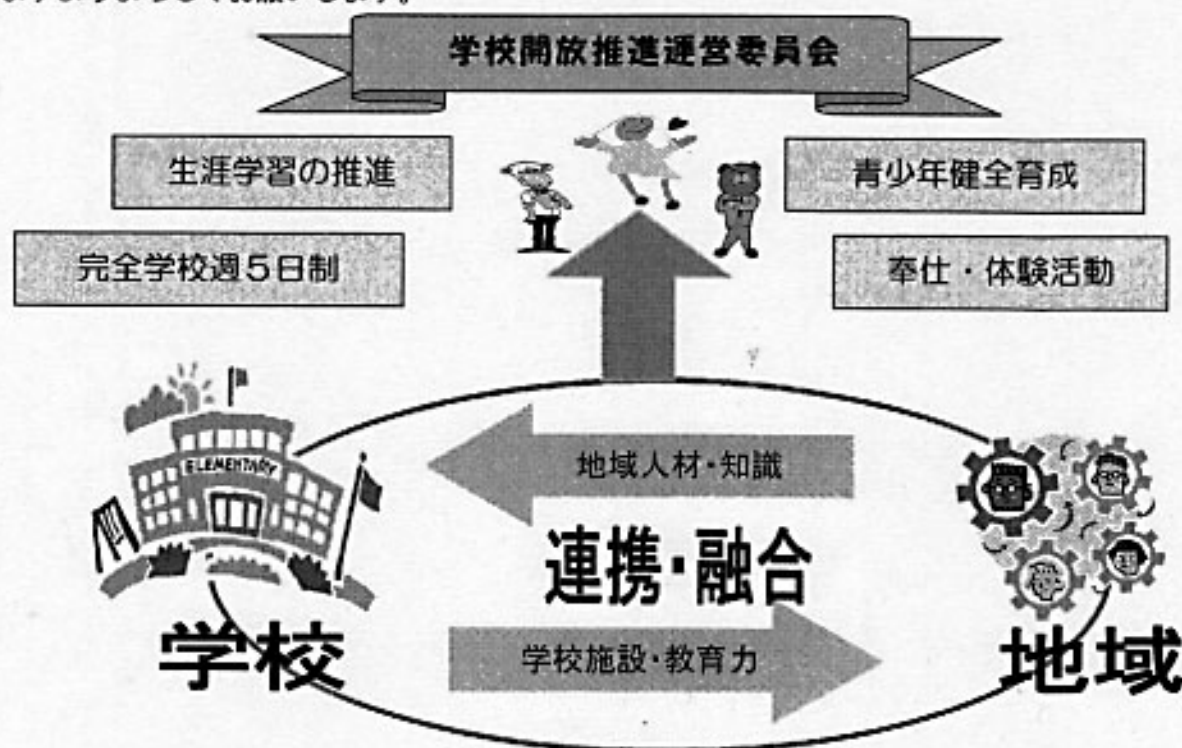 学校開放推進運営委員会
生涯学習の推進
青少年健全育成
完全学校週5日制
奉仕・体験活動
ELEMENTARY
地域人材・知識
連携・融合
学校施設・教育力
学校
地域